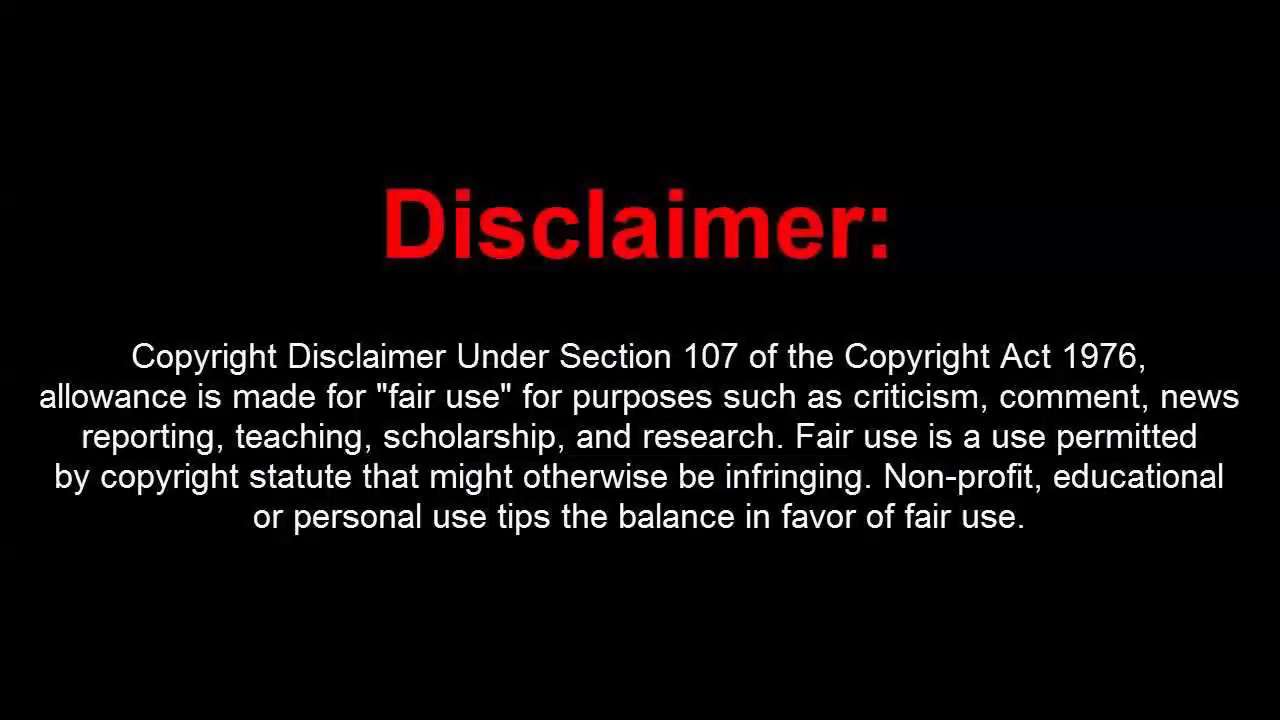 Disclaimer:
Copyright Disclaimer Under Section 107 of the Copyright Act 1976,
allowance is made for "fair use" for purposes such as criticism, comment, news
reporting, teaching, scholarship, and research. Fair use is a use permitted
by copyright statute that might otherwise be infringing. Non-profit, educational
or personal use tips the balance in favor of fair use.